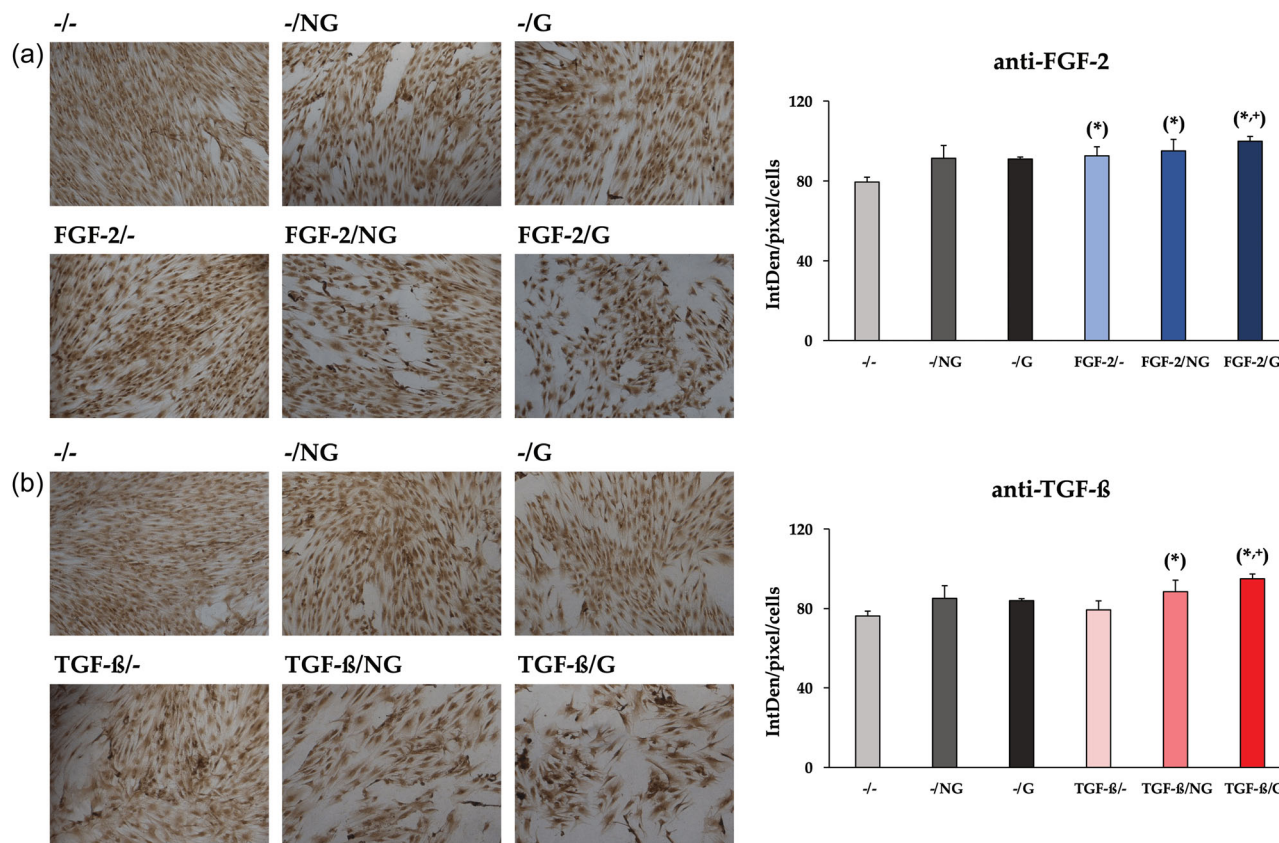 (a)
-/-
-/NG
-/G
FGF-2/-
FGF-2/NG
FGF-2/G
anti-FGF-2
IntDen/pixel/cells
120
80
40
0
(*)
(*)
(*,+)
-/-
-/NG
-/G
FGF-2/-
FGF-2/NG
FGF-2/G
(b)
-/-
-/NG
-/G
TGF-ß/-
TGF-ß/NG
TGF-ß/G
anti-TGF-ß
IntDen/pixel/cells
120
80
40
0
(*)
(*,+)
-/-
-/NG
-/G
TGF-ß/-
TGF-ß/NG
TGF-ß/G